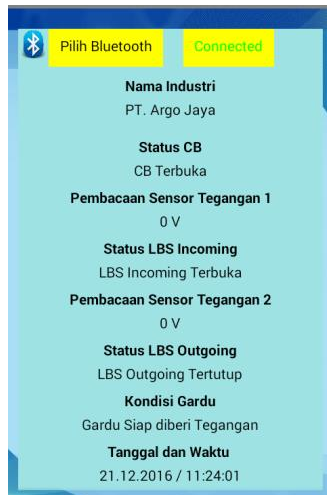 Pilih Bluetooth Connected
Nama Industri
PT. Argo Jaya
Status CB
CB Terbuka
Pembacaan Sensor Tegangan 1
0 V
Status LBS Incoming
LBS Incoming Terbuka
Pembacaan Sensor Tegangan 2
0 V
Status LBS Outgoing
LBS Outgoing Tertutup
Kondisi Gardu
Gardu Siap diberi Tegangan
Tanggal dan Waktu
21.12.2016 / 11:24:01